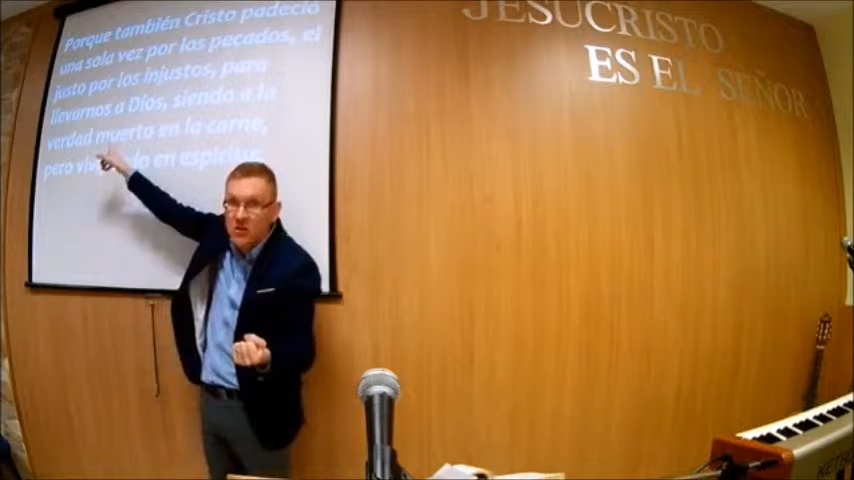 Porque también Cristo padeció
una sola vez por los pecados, el
justo por los injustos, para
llevarnos a Dios, siendo a la
verdad muerto en la carne,
pero en espíritu
JESUCRISTO
ES EL SEÑOR